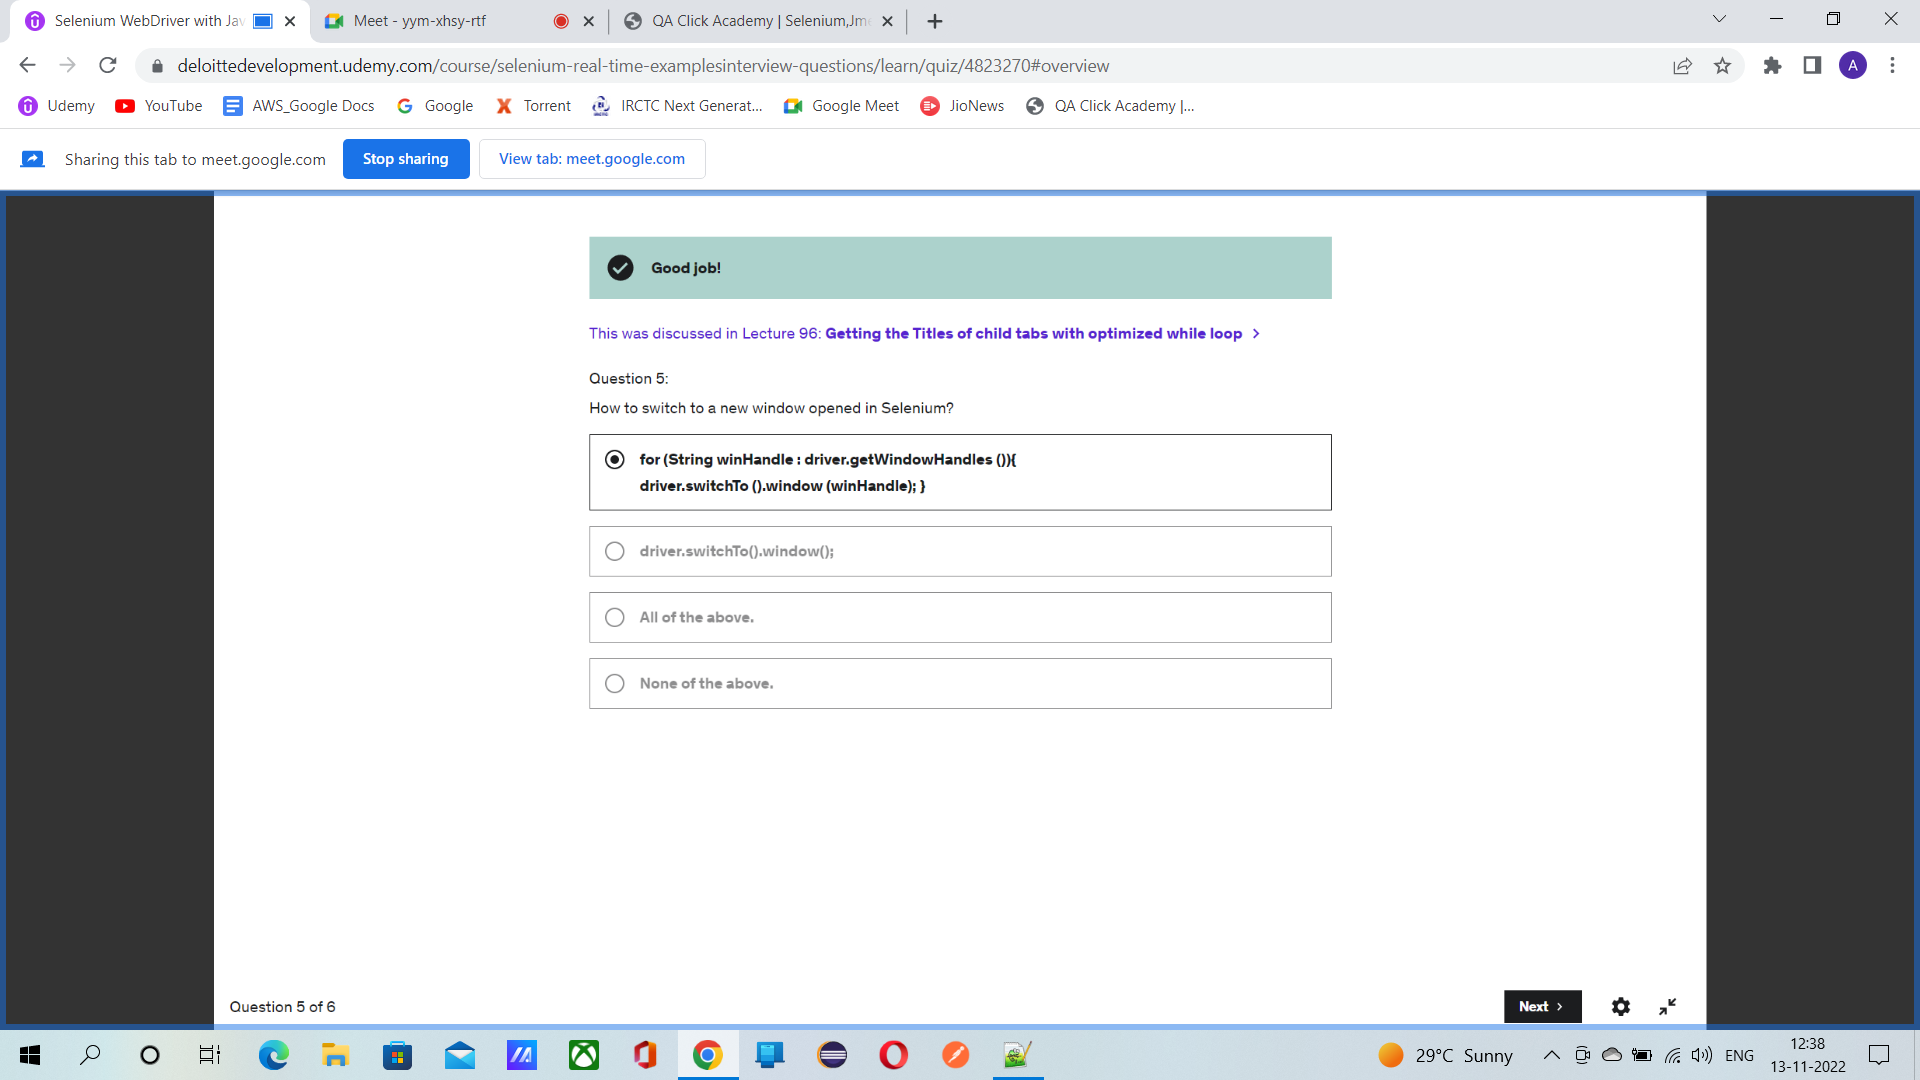 Selenium WebDriver with Jav
Meet - yym-xhsy-rtf
QA Click Academy | Selenium,Jm
deloittedevelopment.udemy.com/course/selenium-real-time-examplesinterview-questions/learn/quiz/4823270#overview
A
Udemy
YouTube
AWS_Google Docs
Google
Torrent
IRCTC Next Generat...
Google Meet
JioNews
QA Click Academy |...
Sharing this tab to meet.google.com
Stop sharing
View tab: meet.google.com
Good job!
This was discussed in Lecture 96: Getting the Titles of child tabs with optimized while loop >
Question 5:
How to switch to a new window opened in Selenium?
for (String winHandle : driver.getWindowHandles ()){
driver.switchTo ().window (winHandle); }
driver.switchTo().window();
All of the above.
None of the above.
Question 5 of 6
Next >
29°C Sunny
ENG
12:38
13-11-2022